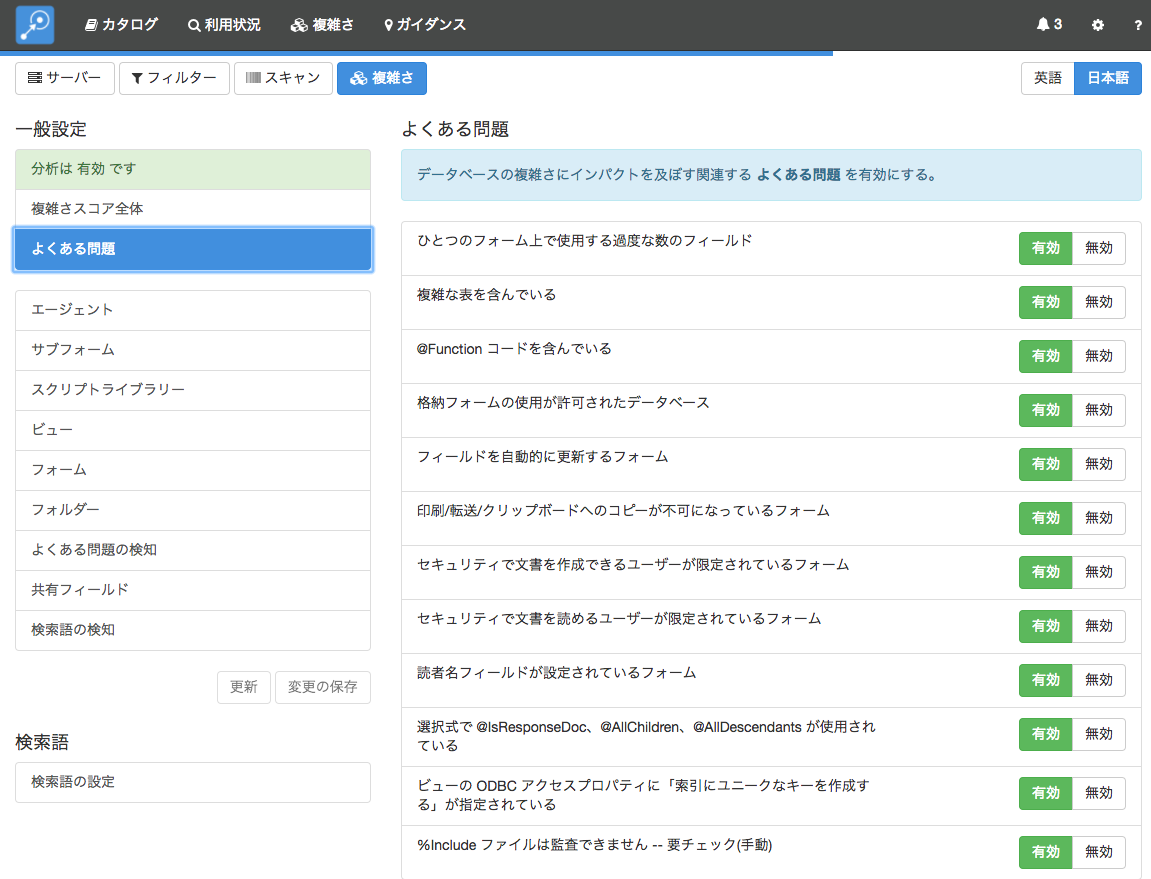 カタログ 利用状況 複雑さ ガイダンス 3 ?
サーバー フィルター スキャン 複雑さ 英語 日本語
一般設定
分析は 有効 です
複雑さスコア全体
よくある問題
エージェント
サブフォーム
スクリプトライブラリー
ビュー
フォーム
フォルダー
よくある問題の検知
共有フィールド
検索語の検知
更新 変更の保存
検索語
検索語の設定
よくある問題
データベースの複雑さにインパクトを及ぼす関連する よくある問題 を有効にする。
ひとつのフォーム上で使用する過度な数のフィールド 有効 無効
複雑な表を含んでいる 有効 無効
@Function コードを含んでいる 有効 無効
格納フォームの使用が許可されたデータベース 有効 無効
フィールドを自動的に更新するフォーム 有効 無効
印刷/転送/クリップボードへのコピーが不可になっているフォーム 有効 無効
セキュリティで文書を作成できるユーザーが限定されているフォーム 有効 無効
セキュリティで文書を読めるユーザーが限定されているフォーム 有効 無効
読者名フィールドが設定されているフォーム 有効 無効
選択式で @IsResponseDoc、@AllChildren、@AllDescendants が使用され
ている 有効 無効
ビューの ODBC アクセスプロパティに「索引にユニークなキーを作成す
る」が指定されている 有効 無効
%Include ファイルは監査できません -- 要チェック(手動) 有効 無効